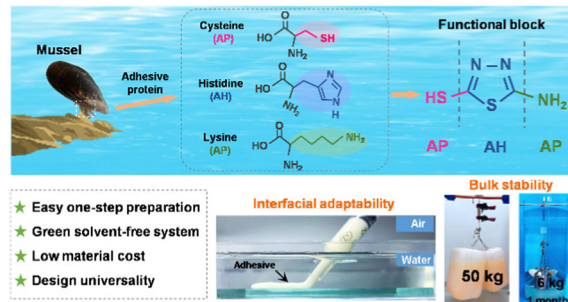 Mussel
Adhesive
protein
Cysteine
(AP)
O
HO
SH
NH2
Histidine
(AH)
O
HO
NH2
N
N
H
Lysine
(AP)
O
HO
NH2
NH2
Functional block
N N
HS
S
NH2
AP
AH
AP
★ Easy one-step preparation
★ Green solvent-free system
★ Low material cost
★ Design universality
Interfacial adaptability
Air
Water
Adhesive
Bulk stability
50 kg
6 kg
1 month